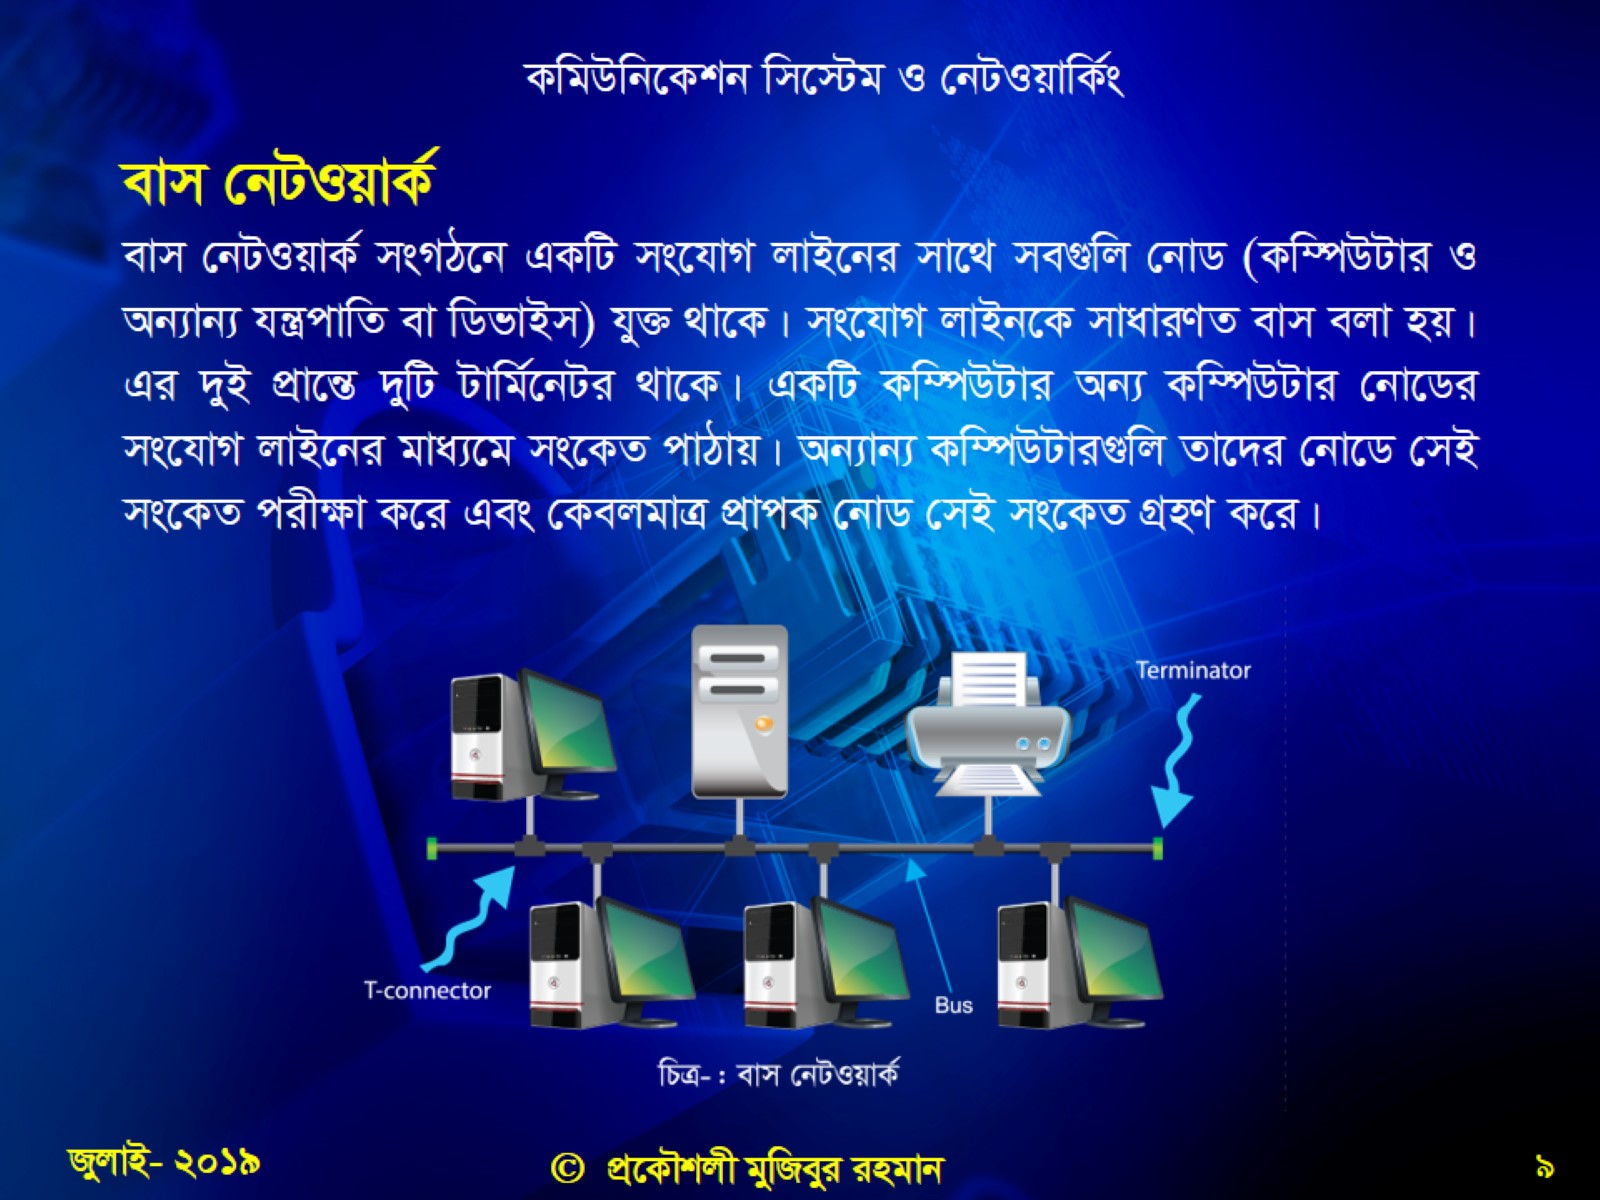 কমিউনিকেশন সিস্টেম ও নেটওয়ার্কিং
বাস নেটওয়ার্ক
বাস নেটওয়ার্ক সংগঠনে একটি সংযোগ লাইনের সাথে সবগুলি নোড (কম্পিউটার ও
অন্যান্য যন্ত্রপাতি বা ডিভাইস) যুক্ত থাকে। সংযোগ লাইনকে সাধারণত বাস বলা হয়।
এর দুই প্রান্তে দুটি টার্মিনেটর থাকে। একটি কম্পিউটার অন্য কম্পিউটার নোডের
সংযোগ লাইনের মাধ্যমে সংকেত পাঠায়। অন্যান্য কম্পিউটারগুলি তাদের নোডে সেই
সংকেত পরীক্ষা করে এবং কেবলমাত্র প্রাপক নোড সেই সংকেত গ্রহণ করে।
Terminator
T-connector
Bus
চিত্র- : বাস নেটওয়ার্ক
জুলাই- ২০১৯
© প্রকৌশলী মুজিবুর রহমান
৯